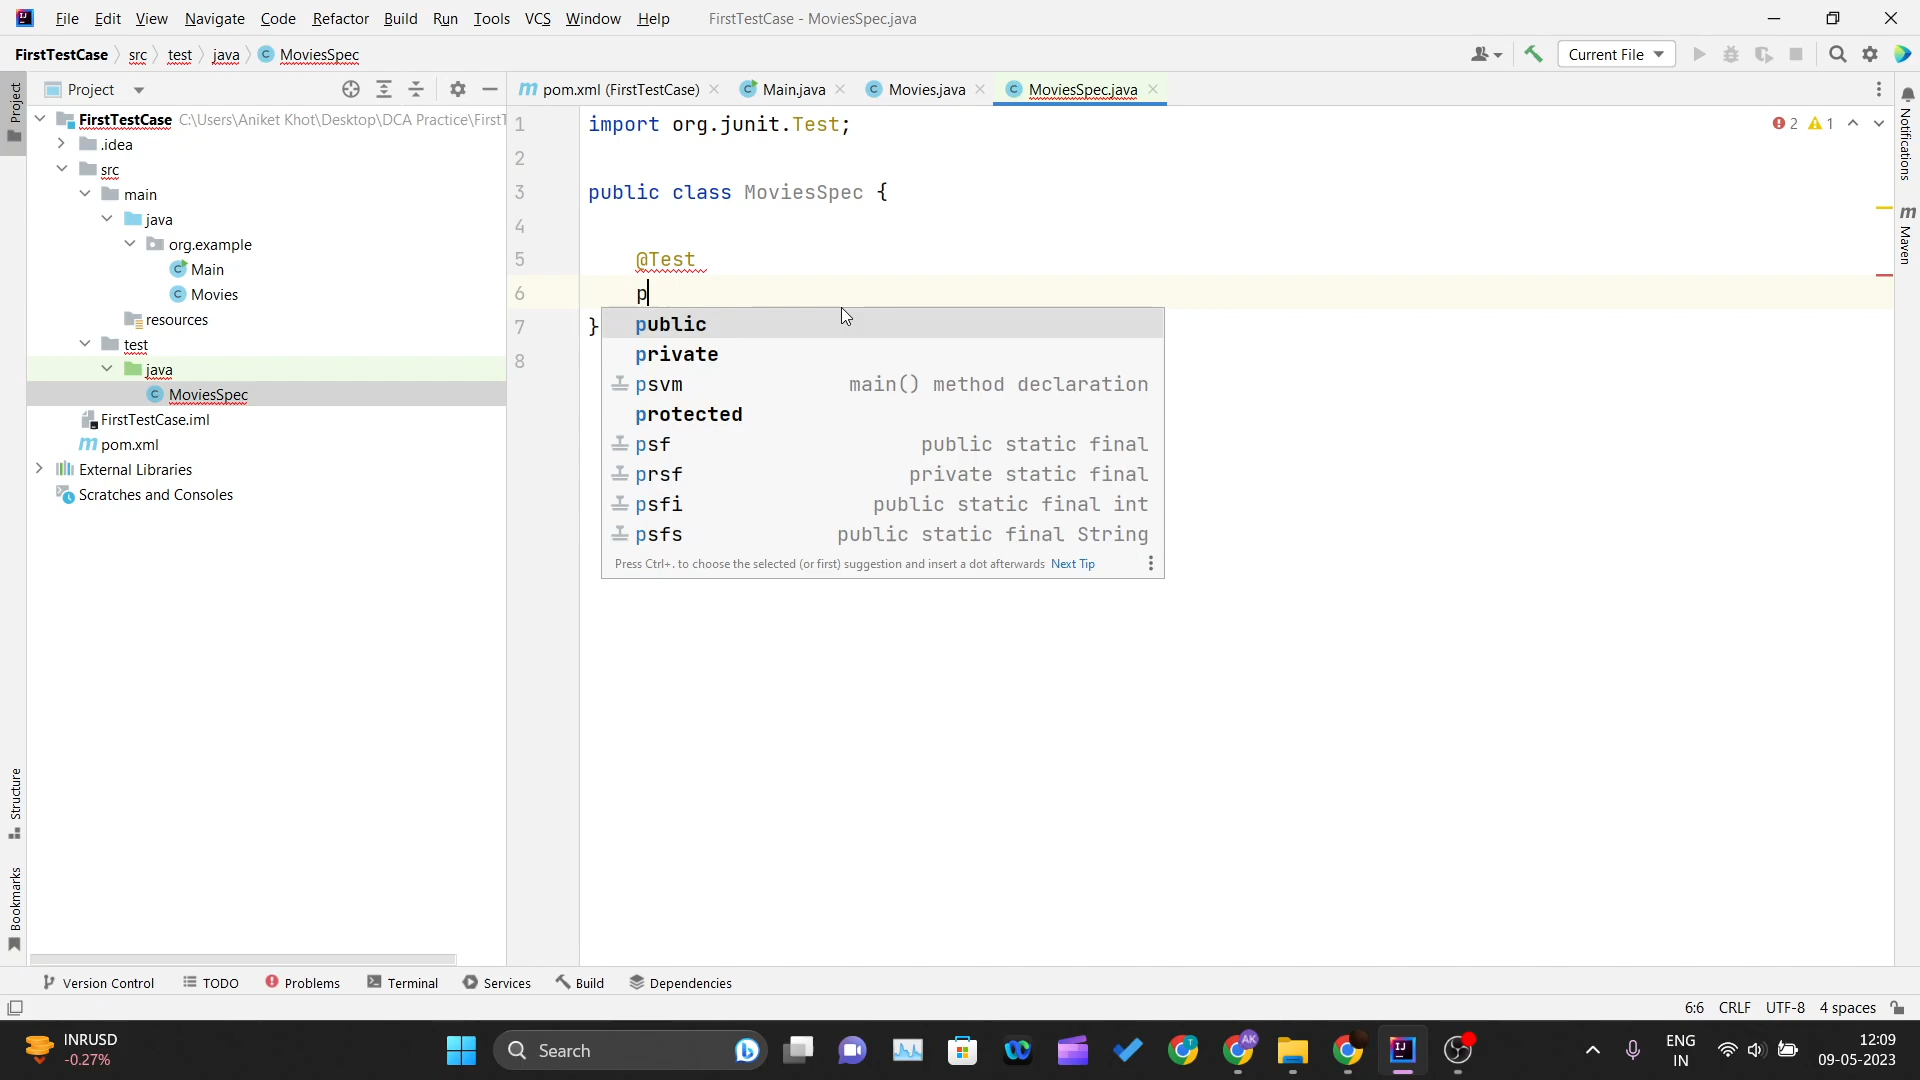 File Edit View Navigate Code Refactor Build Run Tools VCS Window Help FirstTestCase - MoviesSpec.java
FirstTestCase src test java MoviesSpec Current File
Project
Project
pom.xml (FirstTestCase) Main.java Movies.java MoviesSpec.java
Notifications
Maven
FirstTestCase C:\Users\Aniket Khot\Desktop\DCA Practice\FirstT
.idea
src
main
java
org.example
Main
Movies
resources
test
java
MoviesSpec
FirstTestCase.iml
pom.xml
External Libraries
Scratches and Consoles
1 import org.junit.Test;
2 1
2
3 public class MoviesSpec {
4
5 @Test
6 p
7 }
8
public
private
psvm main() method declaration
protected
psf public static final
prsf private static final
psfi public static final int
psfs public static final String
Press Ctrl+. to choose the selected (or first) suggestion and insert a dot afterwards Next Tip
Structure
Bookmarks
Version Control TODO Problems Terminal Services Build Dependencies
6:6 CRLF UTF-8 4 spaces
INRUSD
-0.27%
Search
AK
ENG
IN
12:09
09-05-2023